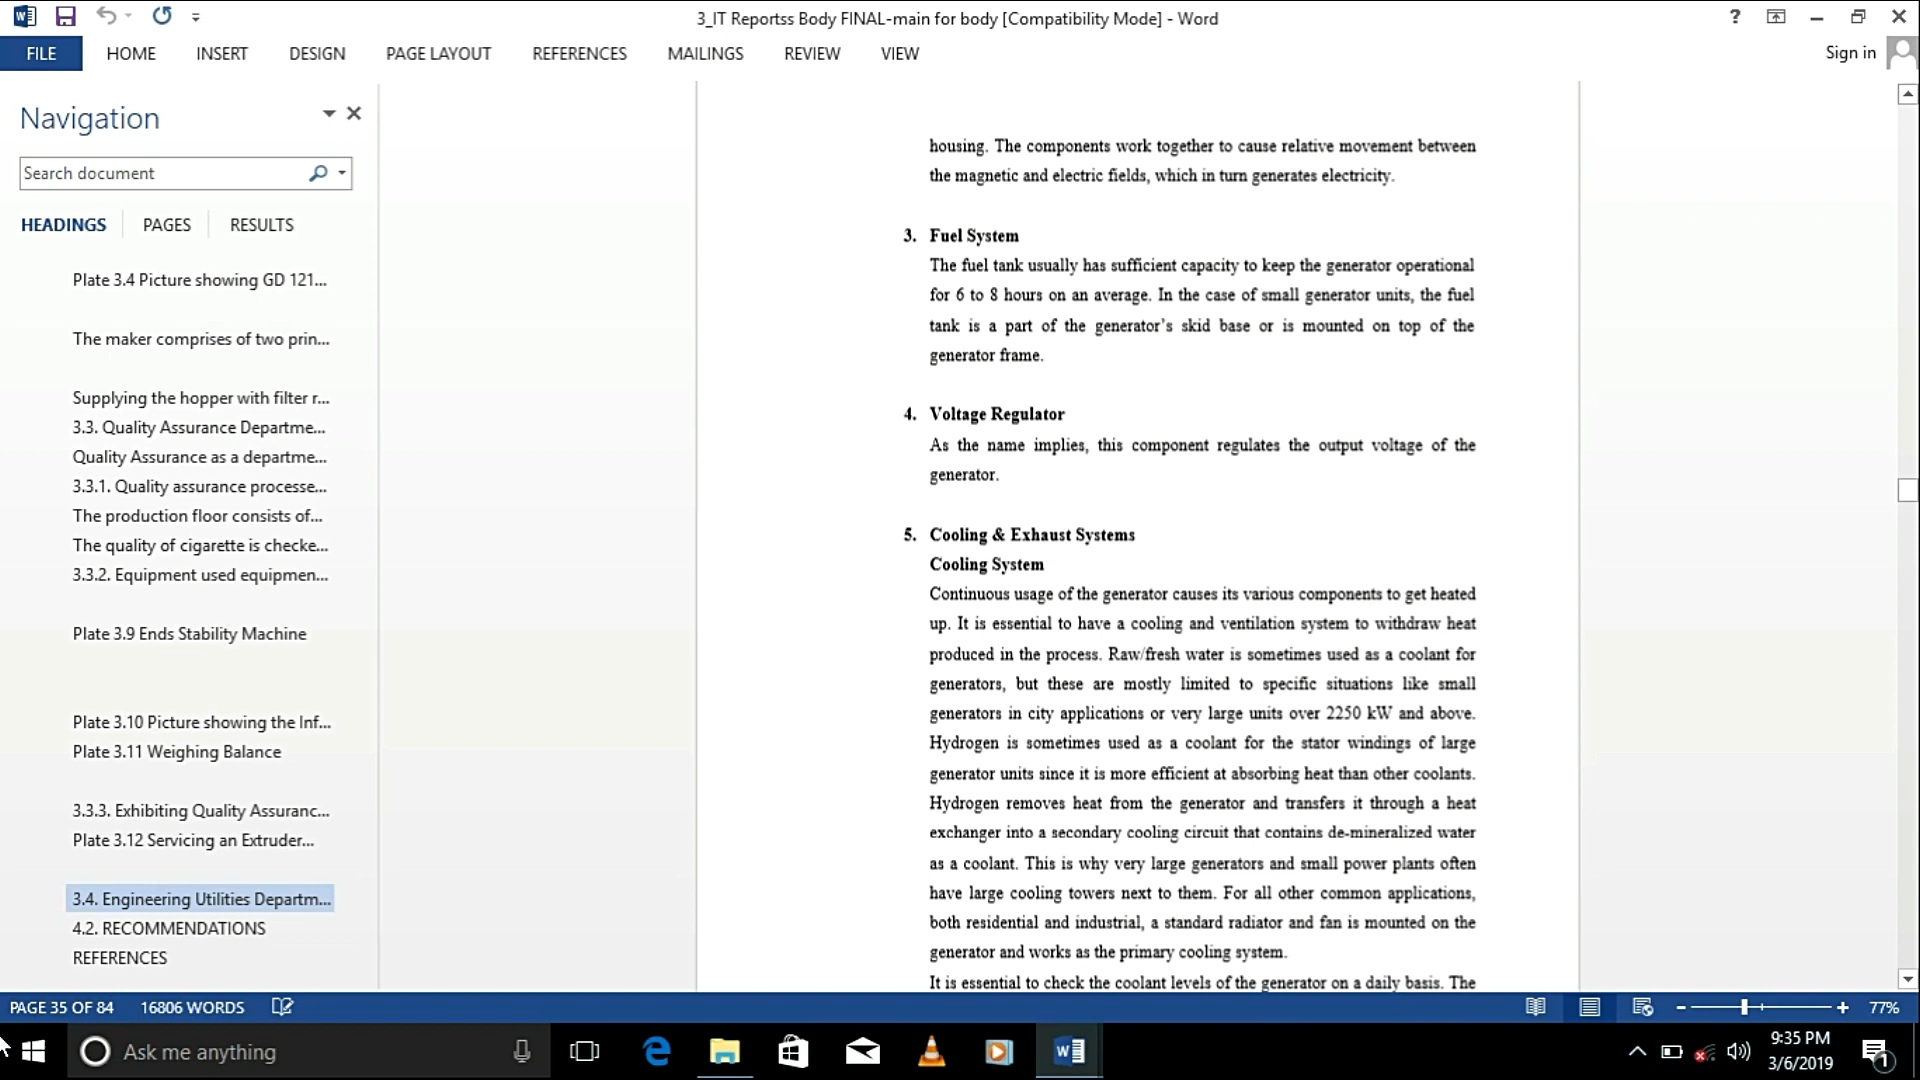 3_IT Reportss Body FINAL-main for body [Compatibility Mode] - Word
FILE HOME INSERT DESIGN PAGE LAYOUT REFERENCES MAILINGS REVIEW VIEW Sign in
Navigation
Search document
HEADINGS PAGES RESULTS
Plate 3.4 Picture showing GD 121...
The maker comprises of two prin...
Supplying the hopper with filter r...
3.3. Quality Assurance Departme...
Quality Assurance as a departme...
3.3.1. Quality assurance processe...
The production floor consists of...
The quality of cigarette is checke...
3.3.2. Equipment used equipmen...
Plate 3.9 Ends Stability Machine
Plate 3.10 Picture showing the Inf...
Plate 3.11 Weighing Balance
3.3.3. Exhibiting Quality Assuranc...
Plate 3.12 Servicing an Extruder...
3.4. Engineering Utilities Departm...
4.2. RECOMMENDATIONS
REFERENCES
housing. The components work together to cause relative movement between
the magnetic and electric fields, which in turn generates electricity.
3. Fuel System
The fuel tank usually has sufficient capacity to keep the generator operational
for 6 to 8 hours on an average. In the case of small generator units, the fuel
tank is a part of the generator’s skid base or is mounted on top of the
generator frame.
4. Voltage Regulator
As the name implies, this component regulates the output voltage of the
generator.
5. Cooling & Exhaust Systems
Cooling System
Continuous usage of the generator causes its various components to get heated
up. It is essential to have a cooling and ventilation system to withdraw heat
produced in the process. Raw/fresh water is sometimes used as a coolant for
generators, but these are mostly limited to specific situations like small
generators in city applications or very large units over 2250 kW and above.
Hydrogen is sometimes used as a coolant for the stator windings of large
generator units since it is more efficient at absorbing heat than other coolants.
Hydrogen removes heat from the generator and transfers it through a heat
exchanger into a secondary cooling circuit that contains de-mineralized water
as a coolant. This is why very large generators and small power plants often
have large cooling towers next to them. For all other common applications,
both residential and industrial, a standard radiator and fan is mounted on the
generator and works as the primary cooling system.
It is essential to check the coolant levels of the generator on a daily basis. The
PAGE 35 OF 84 16806 WORDS 77%
Ask me anything
9:35 PM
3/6/2019
1